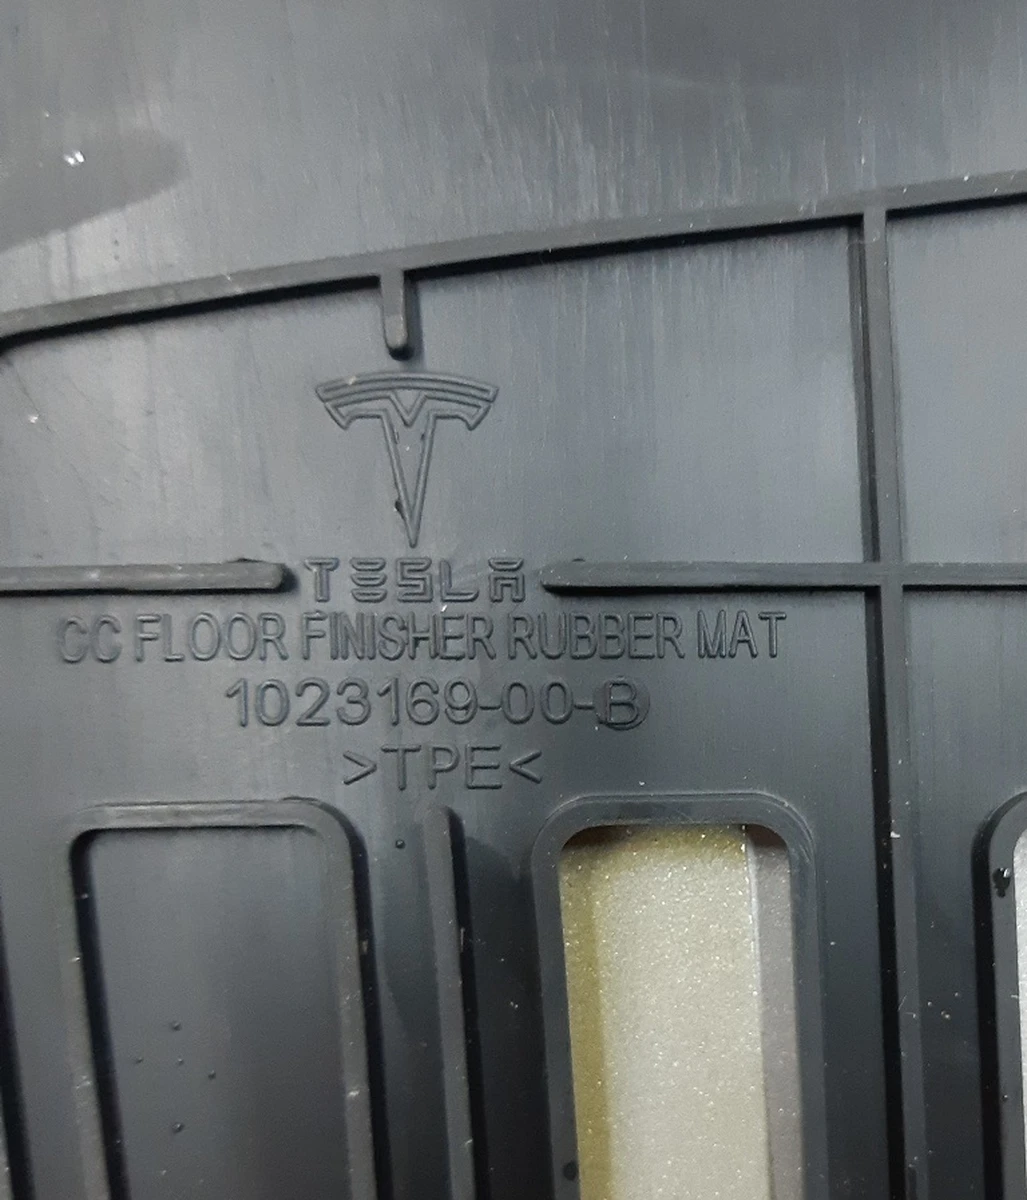 TESLA
CC FLOOR FINISHER RUBBER MAT
1023169-00-B
>TPE<